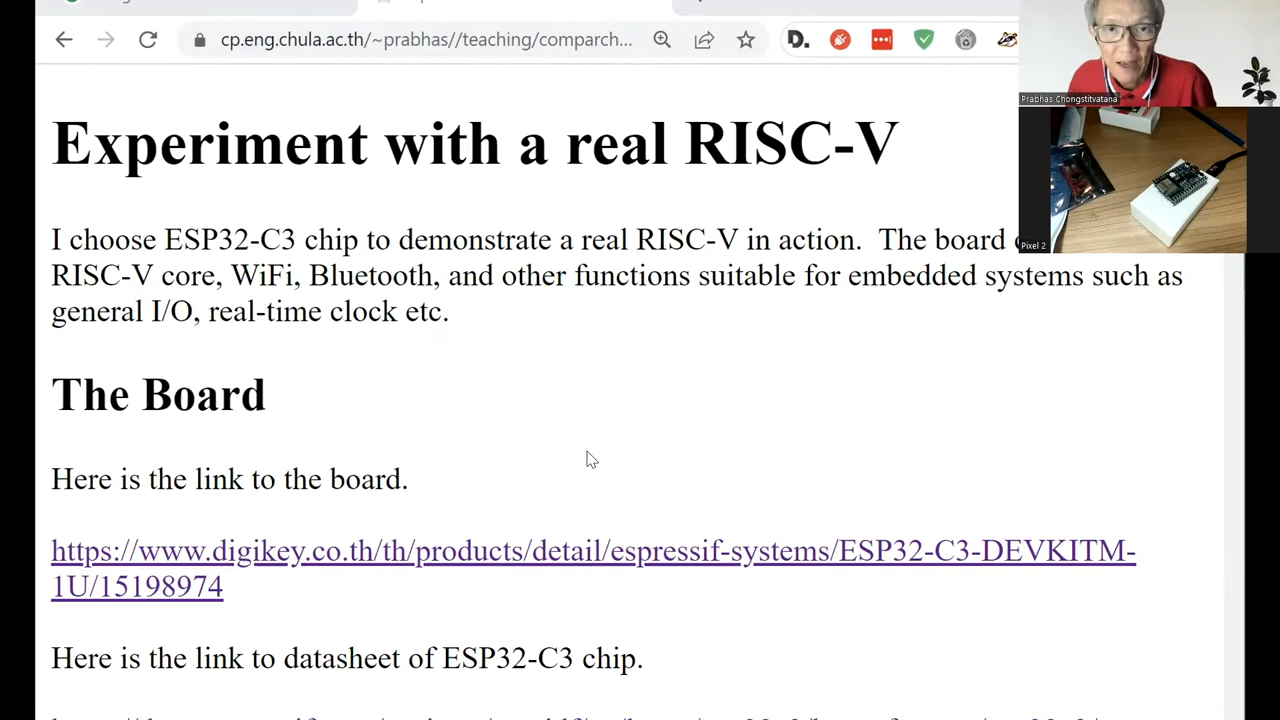 cp.eng.chula.ac.th/~prabhas//teaching/comparch...
D.
Prabhas Chongstitvatana
Pixel 2
Experiment with a real RISC-V
I choose ESP32-C3 chip to demonstrate a real RISC-V in action.  The board
RISC-V core, WiFi, Bluetooth, and other functions suitable for embedded systems such as
general I/O, real-time clock etc.
The Board
Here is the link to the board.
https://www.digikey.co.th/th/products/detail/espressif-systems/ESP32-C3-DEVKITM-
1U/15198974
Here is the link to datasheet of ESP32-C3 chip.